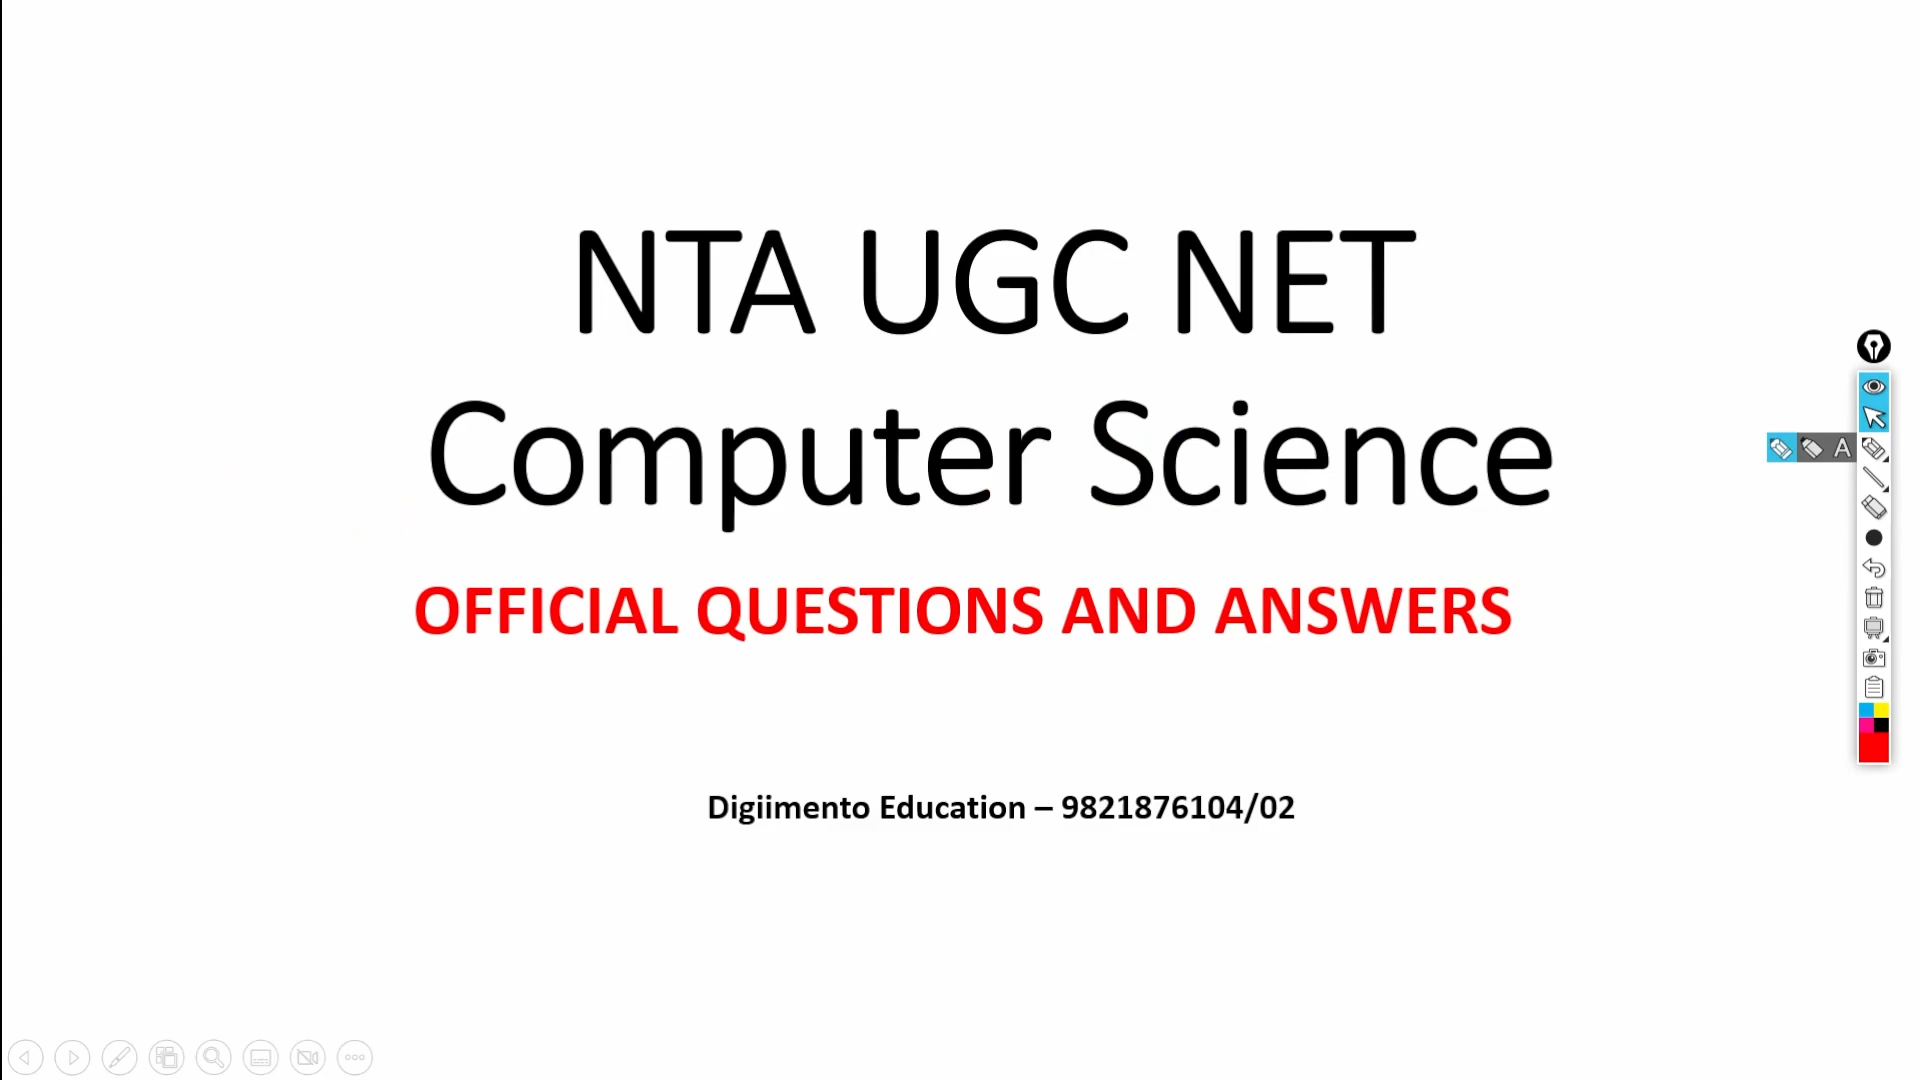 NTA UGC NET
Computer Science
OFFICIAL QUESTIONS AND ANSWERS
Digiimento Education – 9821876104/02
A